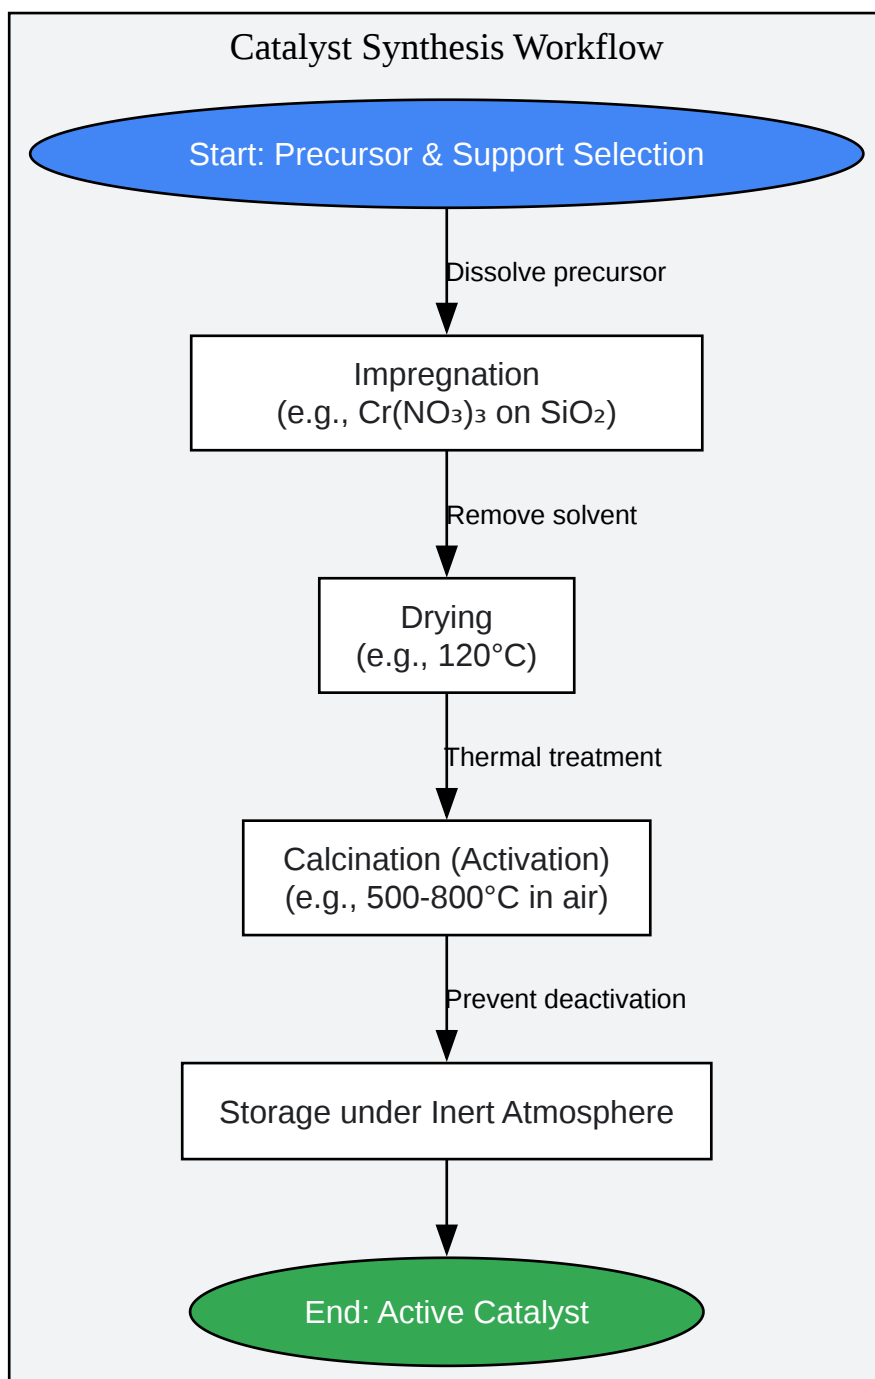 Catalyst Synthesis Workflow
Start: Precursor & Support Selection
Dissolve precursor
Impregnation
(e.g., Cr(NO₃)₃ on SiO₂)
Remove solvent
Drying
(e.g., 120°C)
Thermal treatment
Calcination (Activation)
(e.g., 500-800°C in air)
Prevent deactivation
Storage under Inert Atmosphere
End: Active Catalyst